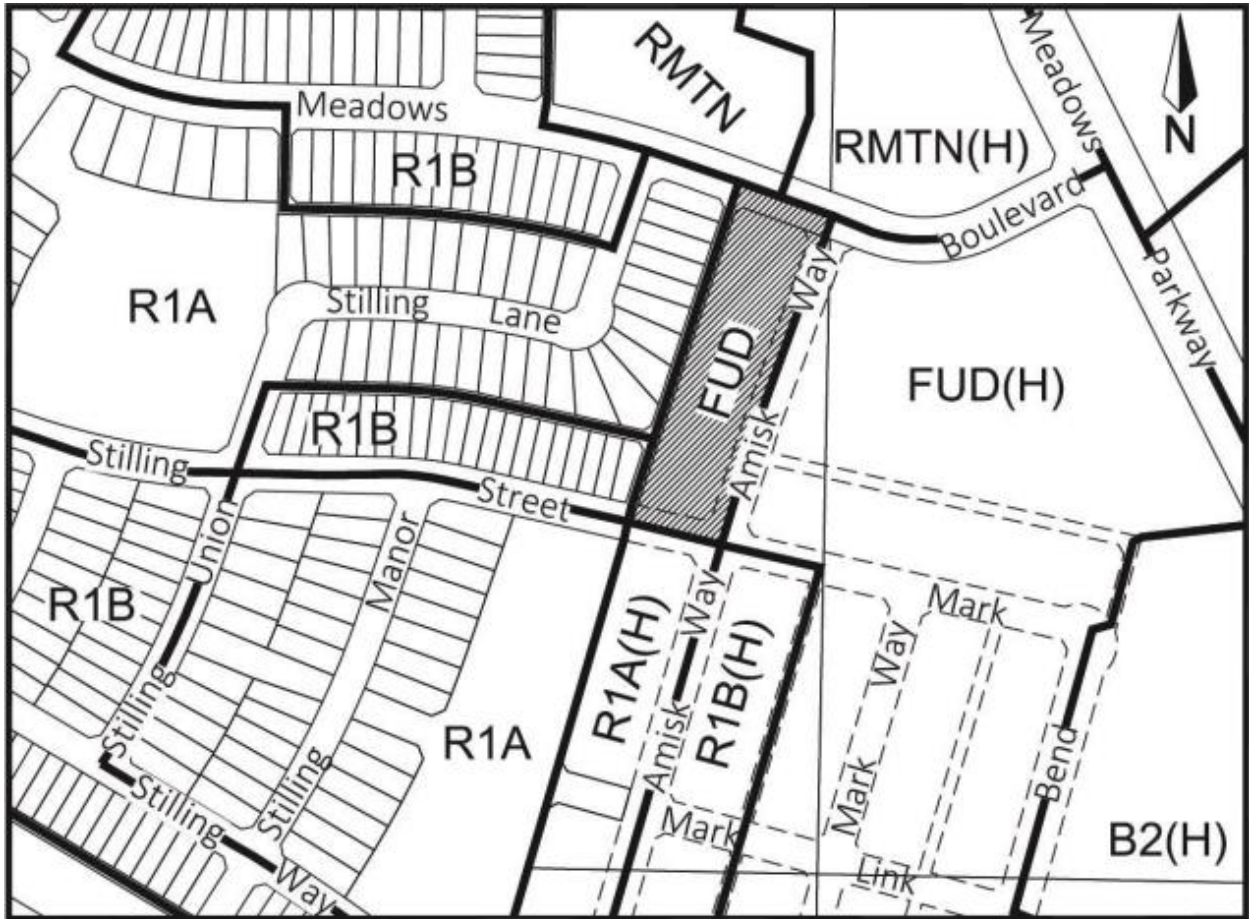 RMTN
Meadows
N
Meadows
RMTN(H)
R1B
Boulevard
Parkway
R1A
Stilling Lane
Way
FUD
FUD(H)
R1B
Amisk
Stilling
Street
Union
Manor
R1B
Way
Mark
Way
R1A(H)
R1B(H)
Stilling
R1A
Stilling
Amisk
Bend
Mark
Stilling
Mark
B2(H)
Way
Link